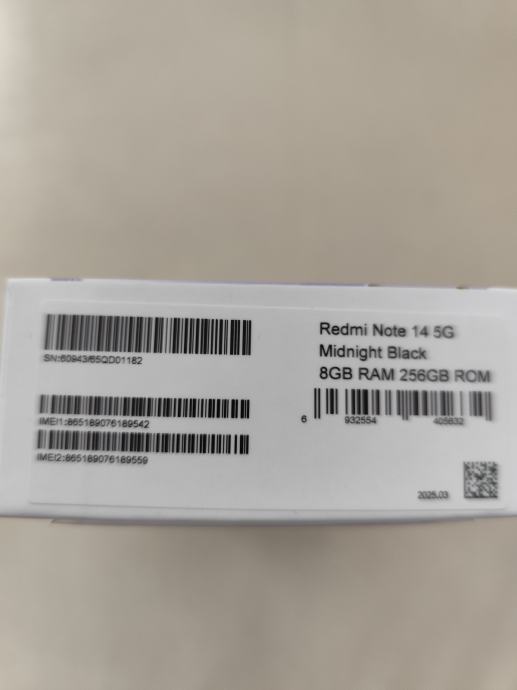 Redmi Note 14 5G
Midnight Black
8GB RAM 256GB ROM
SN:60943/65QD01182
IMEI1:865189076189542
IMEI2:865189076189559
6 932554 405832
2025.03